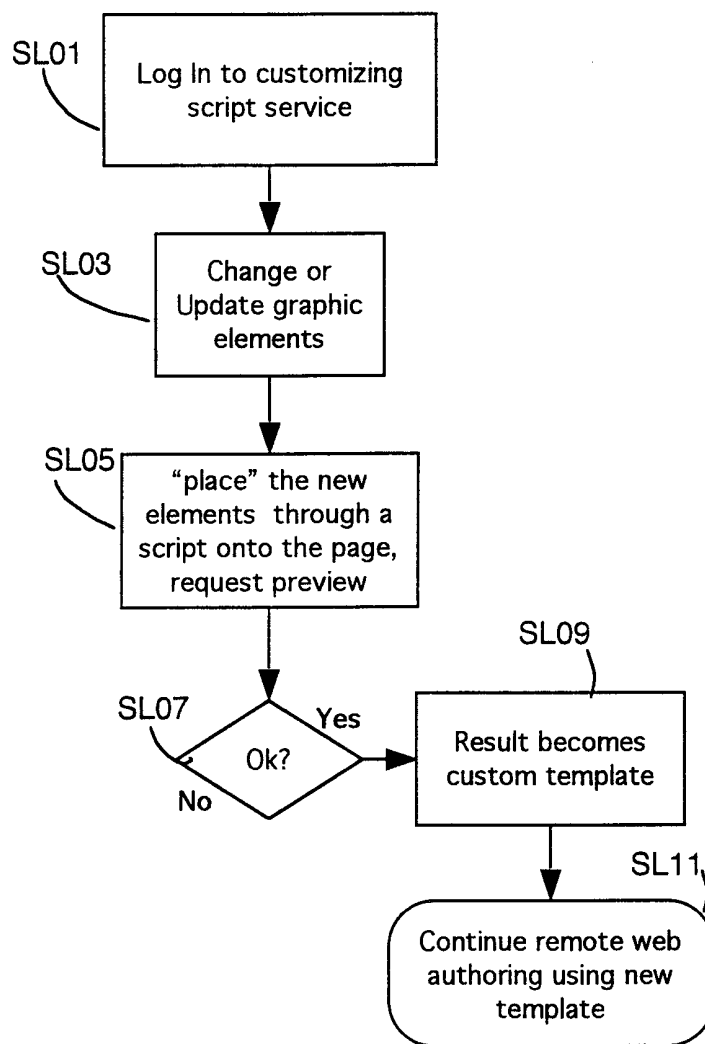 SL01
Log In to customizing
script service
SL03
Change or
Update graphic
elements
SL05
“place” the new
elements through a
script onto the page,
request preview
SL07
Ok?
Yes
No
SL09
Result becomes
custom template
SL11
Continue remote web
authoring using new
template